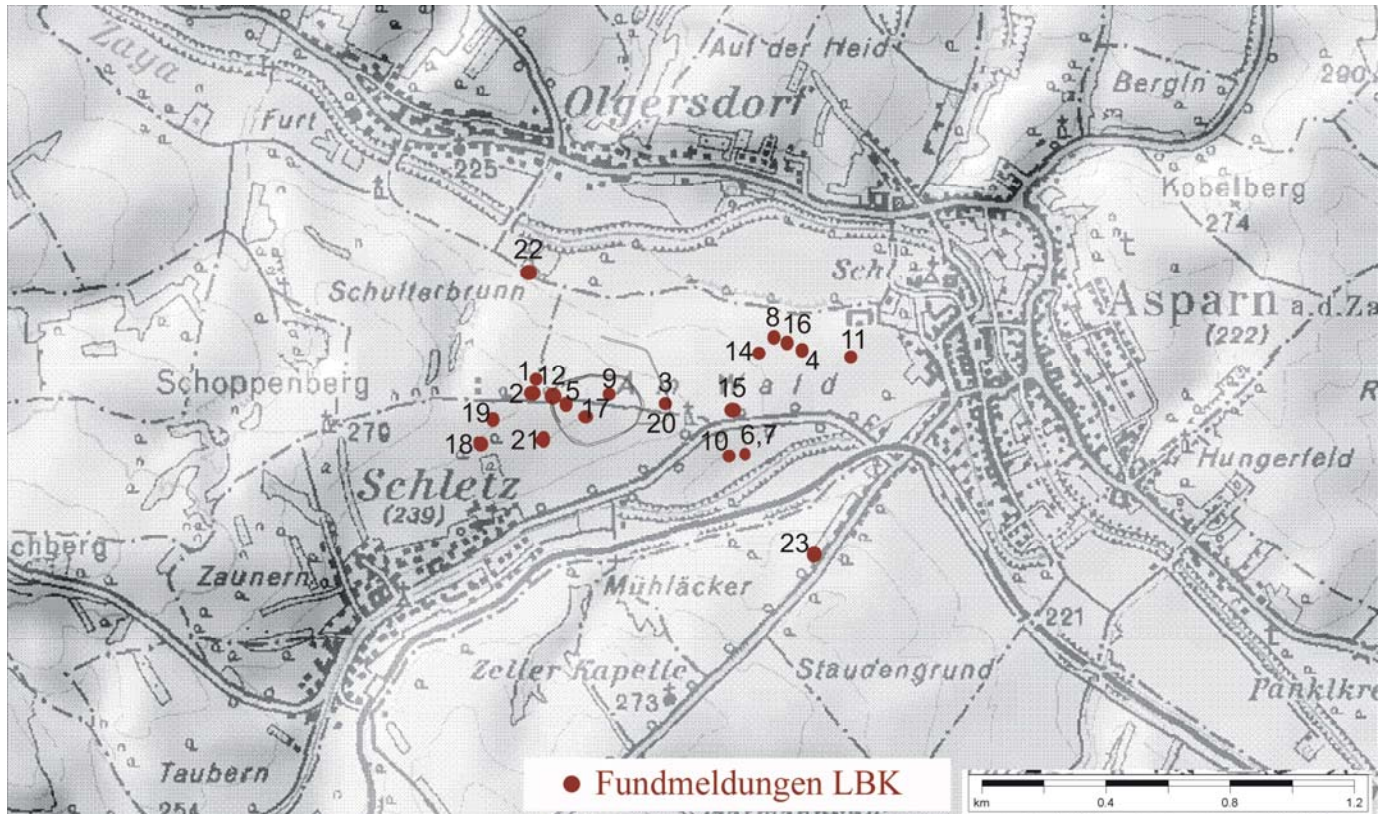 Zaya
Auf der Heid
Bergln
290
Olgersdorf
Furt
225
Kobelberg
274
22
Sch
Schulterbrunn
Asparn a.d.Za
(222)
8
16
14
4
11
Schoppenberg
1
12
9
3
2
5
Am Wald
15
17
20
19
270
21
18
10
6,7
Hungerfeld
Schletz
(239)
chberg
23
Zaunern
Mühläcker
221
Zeller Kapelle
Staudengrund
273
Panklkre
Taubern
254
Fundmeldungen LBK
km 0.4 0.8 1.2